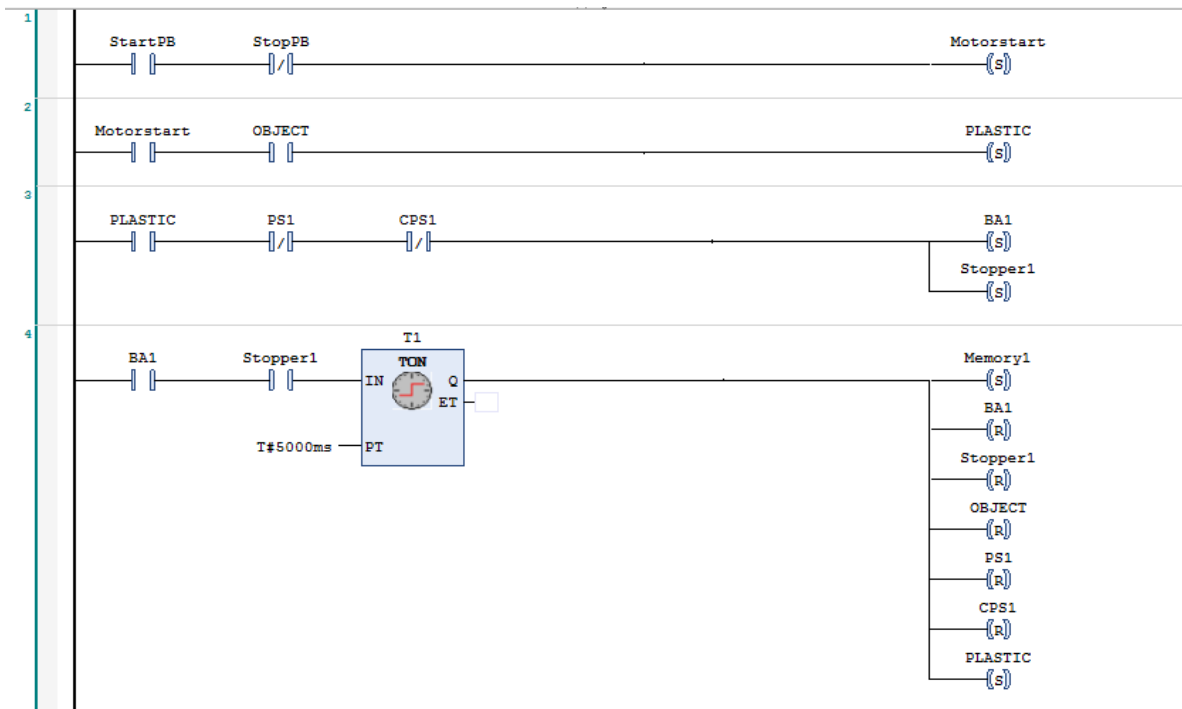 1
StartPB StopPB Motorstart
/ S
2
Motorstart OBJECT PLASTIC
S
3
PLASTIC PS1 CPS1 BA1
/ / S
Stopper1
S
4
T1
BA1 Stopper1 TON Memory1
IN Q S
ET
BA1
R
T#5000ms PT
Stopper1
R
OBJECT
R
PS1
R
CPS1
R
PLASTIC
S